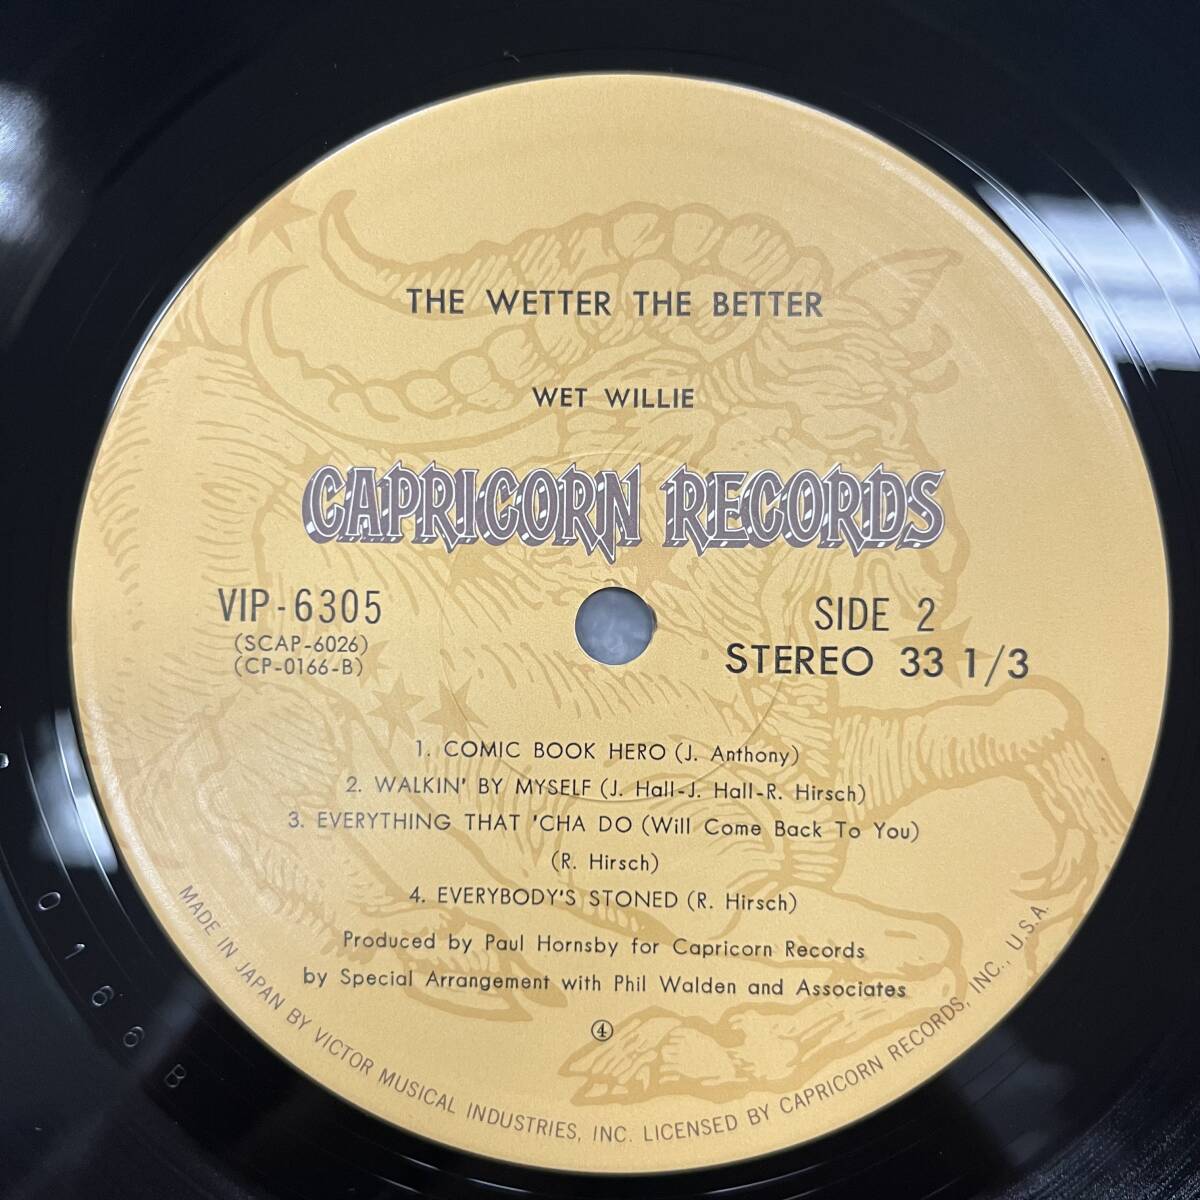 THE WETTER THE BETTER
WET WILLIE
CAPRICORN RECORDS
VIP-6305
(SCAP-6026)
(CP-0166-B)
SIDE 2
STEREO 33 1/3
1. COMIC BOOK HERO (J. Anthony)
2. WALKIN' BY MYSELF (J. Hall-J. Hall-R. Hirsch)
3. EVERYTHING THAT 'CHA DO (Will Come Back To You)
(R. Hirsch)
4. EVERYBODY'S STONED (R. Hirsch)
Produced by Paul Hornsby for Capricorn Records
by Special Arrangement with Phil Walden and Associates
④
MADE IN JAPAN BY VICTOR MUSICAL INDUSTRIES, INC. LICENSED BY CAPRICORN RECORDS, INC., U.S.A.
0166B